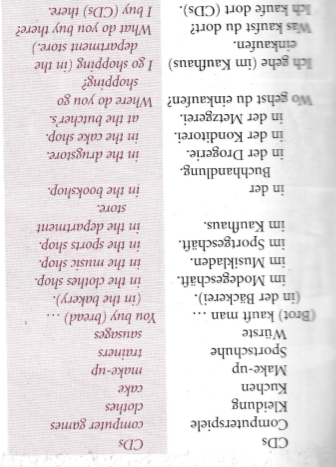 CDs CDs
Computerspiele computer games
Kleidung clothes
Kuchen cake
Make-up make-up
Sportschuhe trainers
Würste sausages
(Brot) kauft man … You buy (bread) …
(in der Bäckerei). (in the bakery).
im Modegeschäft. in the clothes shop.
im Musikladen. in the music shop.
im Sportgeschäft. in the sports shop.
im Kaufhaus. in the department
store.
in der in the bookshop.
Buchhandlung.
in der Drogerie. in the drugstore.
in der Konditorei. in the cake shop.
in der Metzgerei. at the butcher's.
Wo gehst du einkaufen? Where do you go
shopping?
Ich gehe (im Kaufhaus) I go shopping (in the
einkaufen. department store.)
Was kaufst du dort? What do you buy there?
Ich kaufe dort (CDs). I buy (CDs) there.